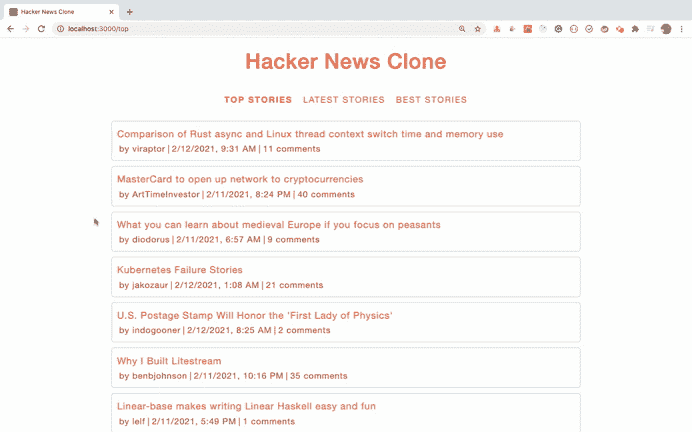 Hacker News Clone
localhost:3000/top
Hacker News Clone
TOP STORIES LATEST STORIES BEST STORIES
Comparison of Rust async and Linux thread context switch time and memory use
by viraptor | 2/12/2021, 9:31 AM | 11 comments
MasterCard to open up network to cryptocurrencies
by ArtTimeInvestor | 2/11/2021, 8:24 PM | 40 comments
What you can learn about medieval Europe if you focus on peasants
by diodorus | 2/11/2021, 6:57 AM | 9 comments
Kubernetes Failure Stories
by jakozaur | 2/12/2021, 1:08 AM | 21 comments
U.S. Postage Stamp Will Honor the 'First Lady of Physics'
by indogooner | 2/12/2021, 8:25 AM | 2 comments
Why I Built Litestream
by benbjohnson | 2/11/2021, 10:16 PM | 35 comments
Linear-base makes writing Linear Haskell easy and fun
by lelf | 2/11/2021, 5:49 PM | 1 comments